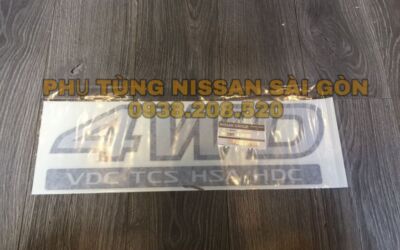 PHỤ TÙNG NISSAN SÀI GÒN
0938.208.520
4WD
VDC TCS HSA HDC